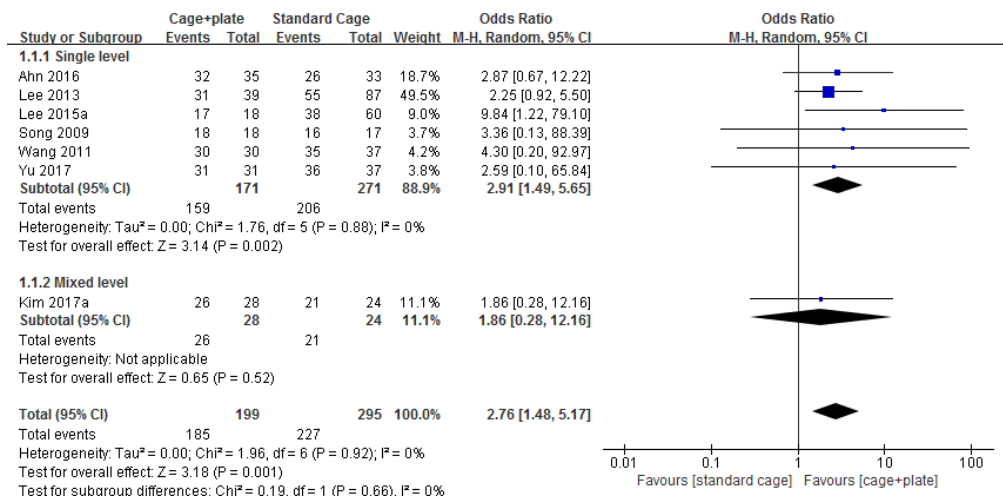 Cage+plate Standard Cage Odds Ratio Odds Ratio
Study or Subgroup Events Total Events Total Weight M-H, Random, 95% CI M-H, Random, 95% CI
1.1.1 Single level
Ahn 2016 32 35 26 33 18.7% 2.87 [0.67, 12.22]
Lee 2013 31 39 55 87 49.5% 2.25 [0.92, 5.50]
Lee 2015a 17 18 38 60 9.0% 9.84 [1.22, 79.10]
Song 2009 18 18 16 17 3.7% 3.36 [0.13, 88.39]
Wang 2011 30 30 35 37 4.2% 4.30 [0.20, 92.97]
Yu 2017 31 31 36 37 3.8% 2.59 [0.10, 65.84]
Subtotal (95% CI) 171 271 88.9% 2.91 [1.49, 5.65]
Total events 159 206
Heterogeneity: Tau² = 0.00; Chi² = 1.76, df = 5 (P = 0.88); I² = 0%
Test for overall effect: Z = 3.14 (P = 0.002)
1.1.2 Mixed level
Kim 2017a 26 28 21 24 11.1% 1.86 [0.28, 12.16]
Subtotal (95% CI) 28 24 11.1% 1.86 [0.28, 12.16]
Total events 26 21
Heterogeneity: Not applicable
Test for overall effect: Z = 0.65 (P = 0.52)
Total (95% CI) 199 295 100.0% 2.76 [1.48, 5.17]
Total events 185 227
Heterogeneity: Tau² = 0.00; Chi² = 1.96, df = 6 (P = 0.92); I² = 0%
Test for overall effect: Z = 3.18 (P = 0.001)
Test for subgroup differences: Chi² = 0.19, df = 1 (P = 0.66), I² = 0%
0.01 0.1 1 10 100
Favours [standard cage] Favours [cage+plate]